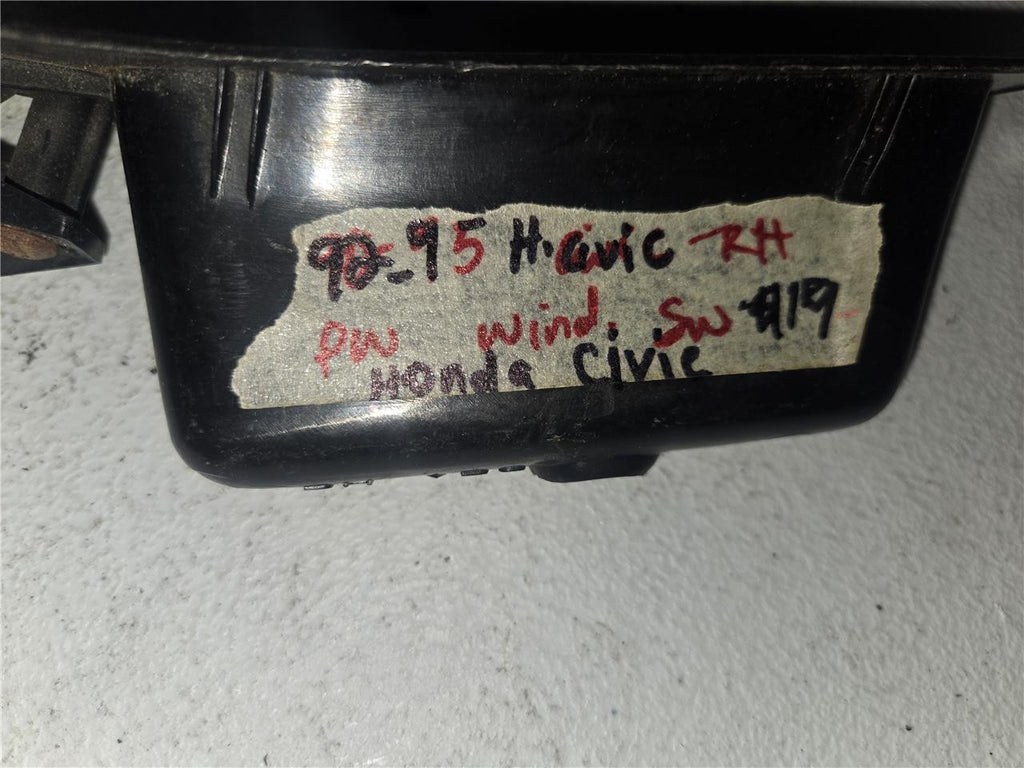 92-95 H.Civic RH
PW Wind. SW #19
Honda Civic